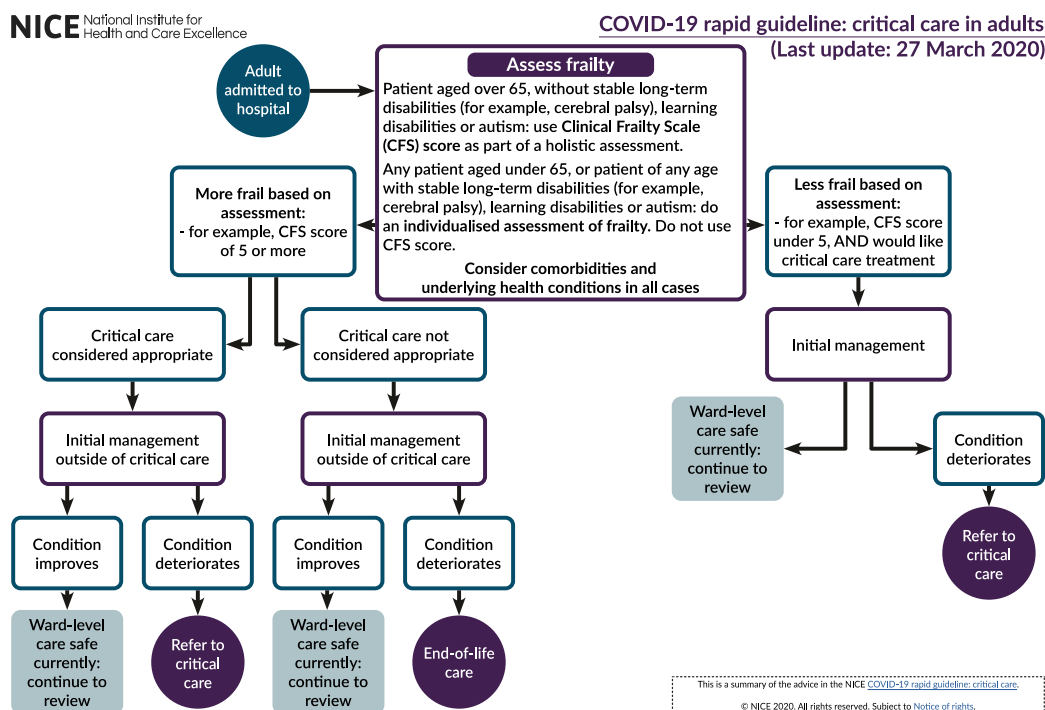 NICE National Institute for
Health and Care Excellence
COVID-19 rapid guideline: critical care in adults
(Last update: 27 March 2020)
Adult
admitted to
hospital
Assess frailty
Patient aged over 65, without stable long-term
disabilities (for example, cerebral palsy), learning
disabilities or autism: use Clinical Frailty Scale
(CFS) score as part of a holistic assessment.
Any patient aged under 65, or patient of any age
with stable long-term disabilities (for example,
cerebral palsy), learning disabilities or autism: do
an individualised assessment of frailty. Do not use
CFS score.
Consider comorbidities and
underlying health conditions in all cases
More frail based on
assessment:
- for example, CFS score
of 5 or more
Less frail based on
assessment:
- for example, CFS score
under 5, AND would like
critical care treatment
Critical care
considered appropriate
Critical care not
considered appropriate
Initial management
Initial management
outside of critical care
Initial management
outside of critical care
Ward-level
care safe
currently:
continue to
review
Condition
deteriorates
Condition
improves
Condition
deteriorates
Condition
improves
Condition
deteriorates
Refer to
critical
care
Ward-level
care safe
currently:
continue to
review
Refer to
critical
care
Ward-level
care safe
currently:
continue to
review
End-of-life
care
This is a summary of the advice in the NICE COVID-19 rapid guideline: critical care.
© NICE 2020. All rights reserved. Subject to Notice of rights.